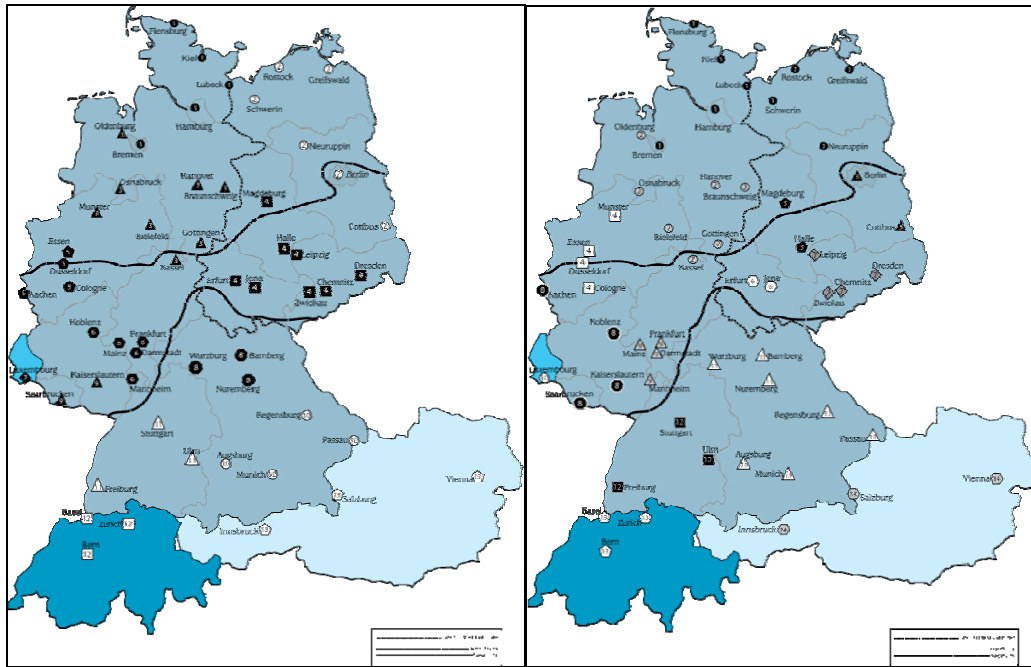 Flensburg
Kiel
Rostock
Greifswald
Lubeck
Schwerin
Hamburg
Oldenburg
Bremen
Neuruppin
Osnabruck
Hanover
Braunschweig
Magdeburg
Berlin
Munster
Bielefeld
Gottingen
Cottbus
Essen
Dusseldorf
Kassel
Halle
Leipzig
Dresden
Aachen
Cologne
Erfurt
Jena
Chemnitz
Zwickau
Koblenz
Frankfurt
Mainz
Darmstadt
Wurzburg
Bamberg
Luxembourg
Kaiserslautern
Mannheim
Nuremberg
Saarbrucken
Regensburg
Stuttgart
Passau
Ulm
Augsburg
Munich
Vienna
Freiburg
Salzburg
Basel
Zurich
Innsbruck
Bern
Flensburg
Kiel
Rostock
Greifswald
Lubeck
Schwerin
Hamburg
Oldenburg
Bremen
Neuruppin
Osnabruck
Hanover
Braunschweig
Magdeburg
Berlin
Munster
Bielefeld
Gottingen
Cottbus
Essen
Dusseldorf
Kassel
Halle
Leipzig
Dresden
Aachen
Cologne
Erfurt
Jena
Chemnitz
Zwickau
Koblenz
Frankfurt
Mainz
Darmstadt
Wurzburg
Bamberg
Luxembourg
Kaiserslautern
Mannheim
Nuremberg
Saarbrucken
Regensburg
Stuttgart
Passau
Ulm
Augsburg
Munich
Vienna
Freiburg
Salzburg
Basel
Zurich
Innsbruck
Bern